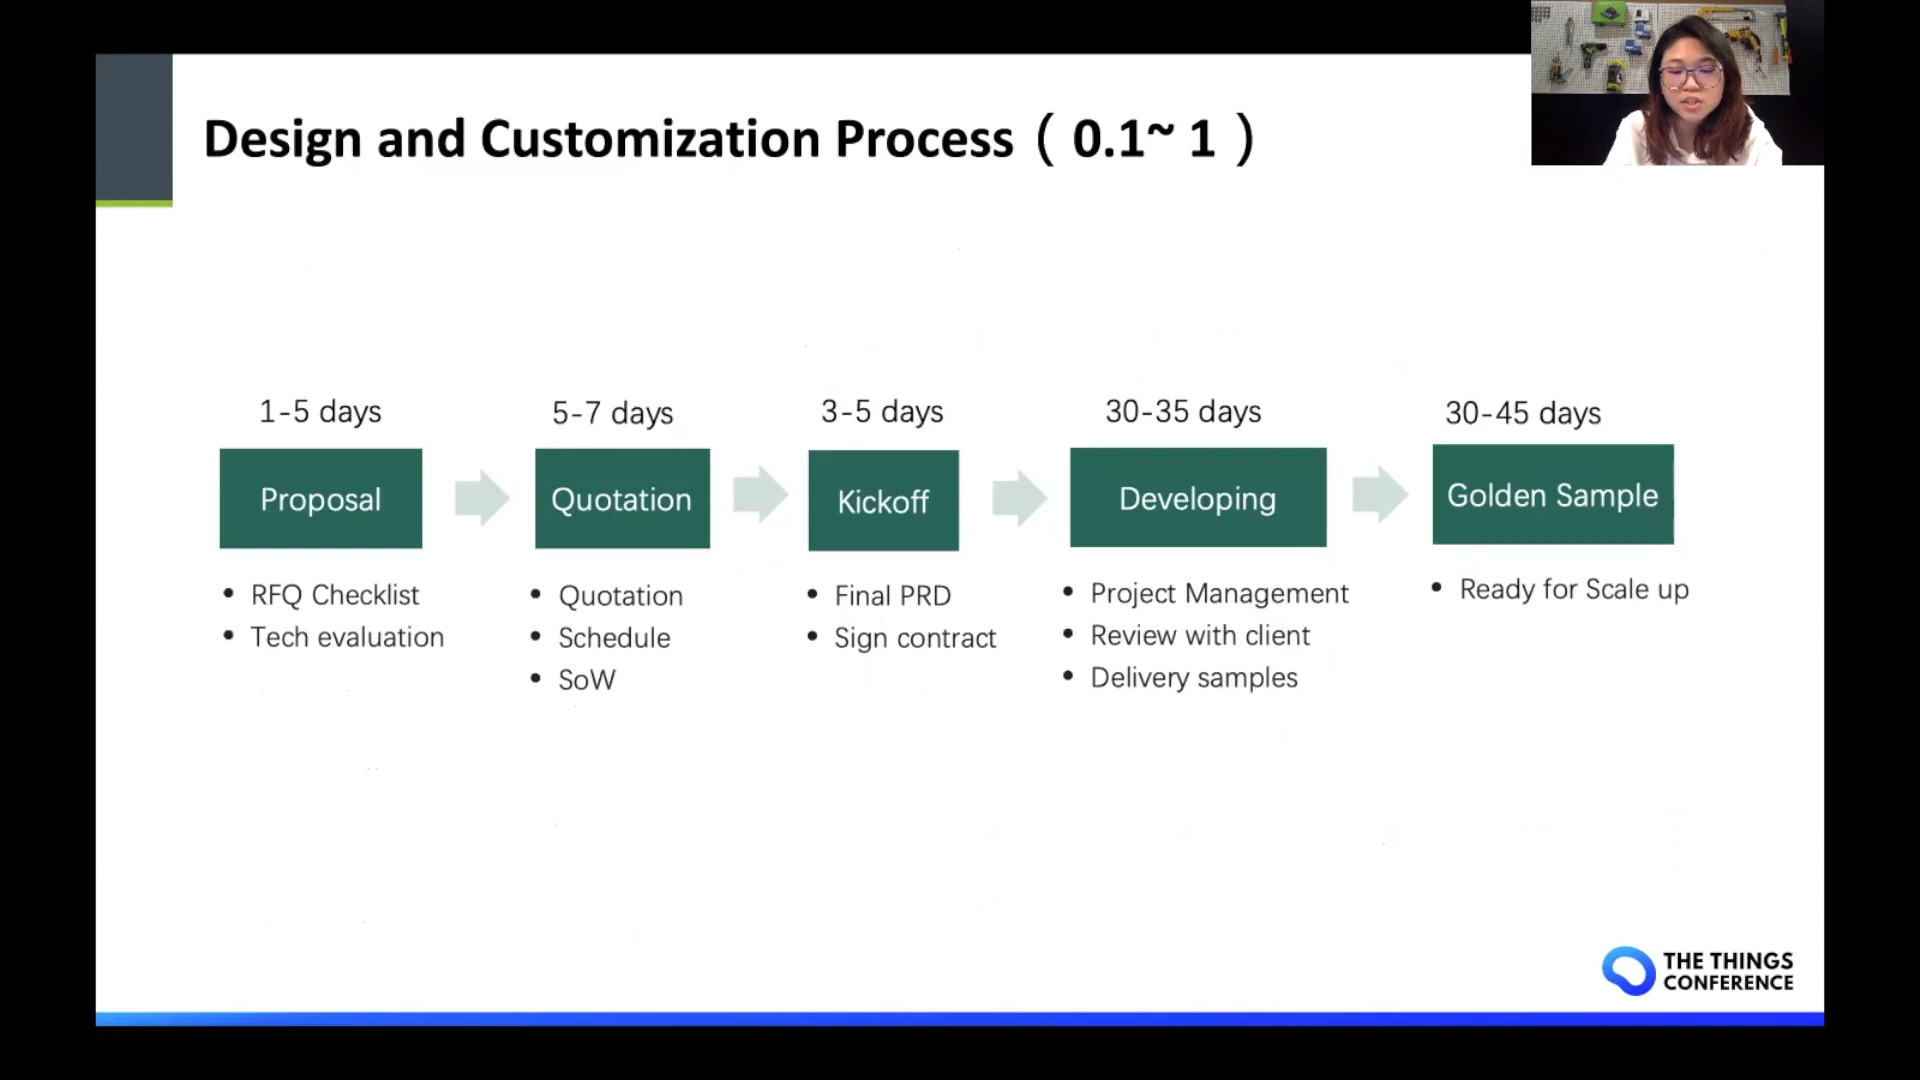 Design and Customization Process（0.1~ 1）
1-5 days
5-7 days
3-5 days
30-35 days
30-45 days
Proposal
Quotation
Kickoff
Developing
Golden Sample
• RFQ Checklist
• Tech evaluation
• Quotation
• Schedule
• SoW
• Final PRD
• Sign contract
• Project Management
• Review with client
• Delivery samples
• Ready for Scale up
THE THINGS
CONFERENCE